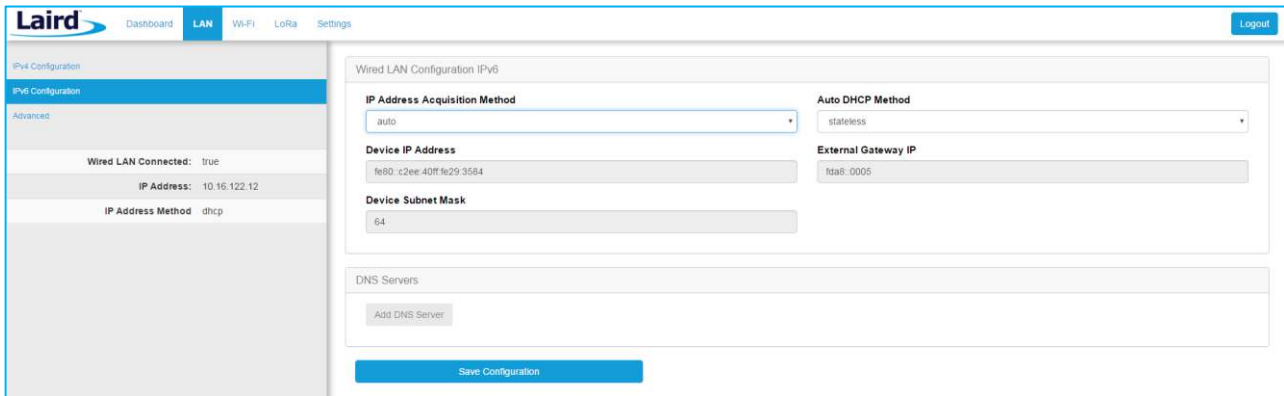 Laird
Dashboard LAN Wi-Fi LoRa Settings Logout
IPv4 Configuration
IPv6 Configuration
Advanced
Wired LAN Connected: true
IP Address: 10.16.122.12
IP Address Method dhcp
Wired LAN Configuration IPv6
IP Address Acquisition Method Auto DHCP Method
auto stateless
Device IP Address External Gateway IP
fe80::c2ee:40ff:fe29:3584 fda8::0005
Device Subnet Mask
64
DNS Servers
Add DNS Server
Save Configuration